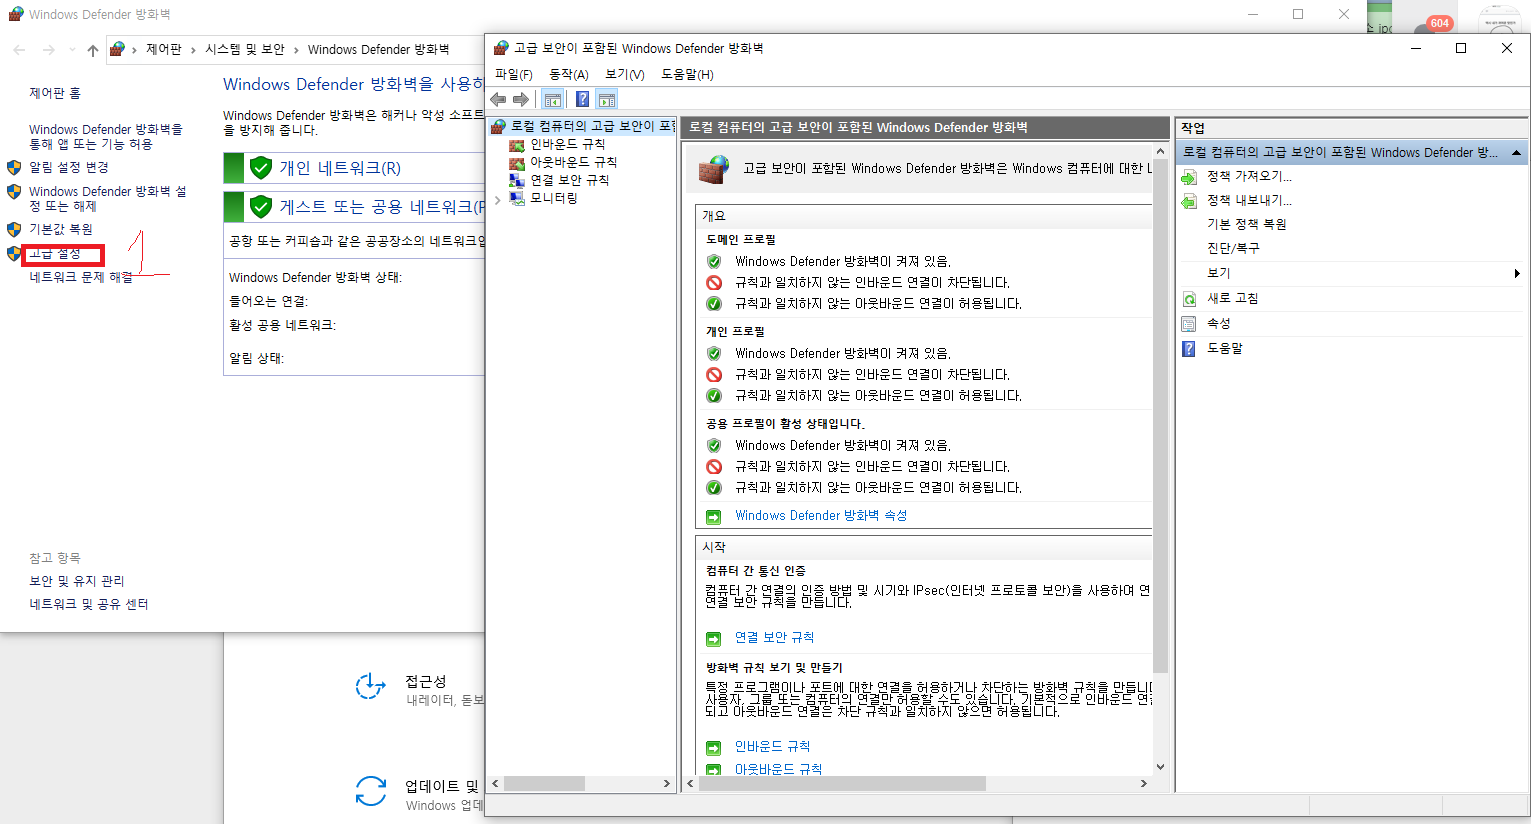 Windows Defender 방화벽
제어판 › 시스템 및 보안 › Windows Defender 방화벽
제어판 홈
Windows Defender 방화벽을
통해 앱 또는 기능 허용
알림 설정 변경
Windows Defender 방화벽 설
정 또는 해제
기본값 복원
고급 설정
1
네트워크 문제 해결
참고 항목
보안 및 유지 관리
네트워크 및 공유 센터
Windows Defender 방화벽을 사용하
Windows Defender 방화벽은 해커나 악성 소프트
을 방지해 줍니다.
개인 네트워크(R)
게스트 또는 공용 네트워크(P
공항 또는 커피숍과 같은 공공장소의 네트워크입
Windows Defender 방화벽 상태:
들어오는 연결:
활성 공용 네트워크:
알림 상태:
접근성
내레이터, 돋보
업데이트 및
Windows 업데
604
고급 보안이 포함된 Windows Defender 방화벽
파일(F) 동작(A) 보기(V) 도움말(H)
로컬 컴퓨터의 고급 보안이 포함
인바운드 규칙
아웃바운드 규칙
연결 보안 규칙
모니터링
로컬 컴퓨터의 고급 보안이 포함된 Windows Defender 방화벽
고급 보안이 포함된 Windows Defender 방화벽은 Windows 컴퓨터에 대한
개요
도메인 프로필
Windows Defender 방화벽이 켜져 있음.
규칙과 일치하지 않는 인바운드 연결이 차단됩니다.
규칙과 일치하지 않는 아웃바운드 연결이 허용됩니다.
개인 프로필
Windows Defender 방화벽이 켜져 있음.
규칙과 일치하지 않는 인바운드 연결이 차단됩니다.
규칙과 일치하지 않는 아웃바운드 연결이 허용됩니다.
공용 프로필이 활성 상태입니다.
Windows Defender 방화벽이 켜져 있음.
규칙과 일치하지 않는 인바운드 연결이 차단됩니다.
규칙과 일치하지 않는 아웃바운드 연결이 허용됩니다.
Windows Defender 방화벽 속성
시작
컴퓨터 간 통신 인증
컴퓨터 간 연결의 인증 방법 및 시기와 IPsec(인터넷 프로토콜 보안)을 사용하여 연
연결 보안 규칙을 만듭니다.
연결 보안 규칙
방화벽 규칙 보기 및 만들기
특정 프로그램이나 포트에 대한 연결을 허용하거나 차단하는 방화벽 규칙을 만듭니다
사용자, 그룹 또는 컴퓨터의 연결만 허용할 수도 있습니다. 기본적으로 인바운드 연결
되고 아웃바운드 연결은 차단 규칙과 일치하지 않으면 허용됩니다.
인바운드 규칙
아웃바운드 규칙
작업
로컬 컴퓨터의 고급 보안이 포함된 Windows Defender 방...
정책 가져오기...
정책 내보내기...
기본 정책 복원
진단/복구
보기
새로 고침
속성
도움말